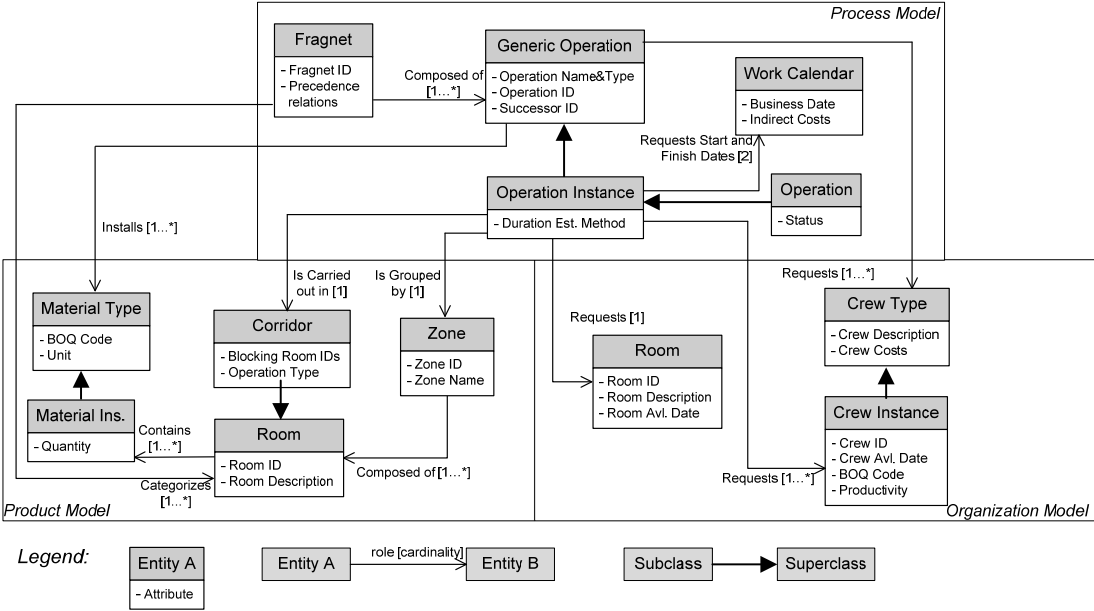 Process Model
Fragnet
- Fragnet ID
- Precedence
relations
Composed of
[1...*]
Generic Operation
- Operation Name&Type
- Operation ID
- Successor ID
Work Calendar
- Business Date
- Indirect Costs
Requests Start and
Finish Dates [2]
Operation Instance
- Duration Est. Method
Operation
- Status
Installs [1...*]
Is Carried
out in [1]
Is Grouped
by [1]
Requests [1...*]
Material Type
- BOQ Code
- Unit
Corridor
- Blocking Room IDs
- Operation Type
Zone
- Zone ID
- Zone Name
Requests [1]
Room
- Room ID
- Room Description
- Room Avl. Date
Crew Type
- Crew Description
- Crew Costs
Material Ins.
- Quantity
Contains
[1...*]
Room
- Room ID
- Room Description
Composed of[1...*]
Categorizes
[1...*]
Crew Instance
- Crew ID
- Crew Avl. Date
- BOQ Code
- Productivity
Requests [1...*]
Product Model
Organization Model
Legend:
Entity A
- Attribute
Entity A
role [cardinality]
Entity B
Subclass
Superclass